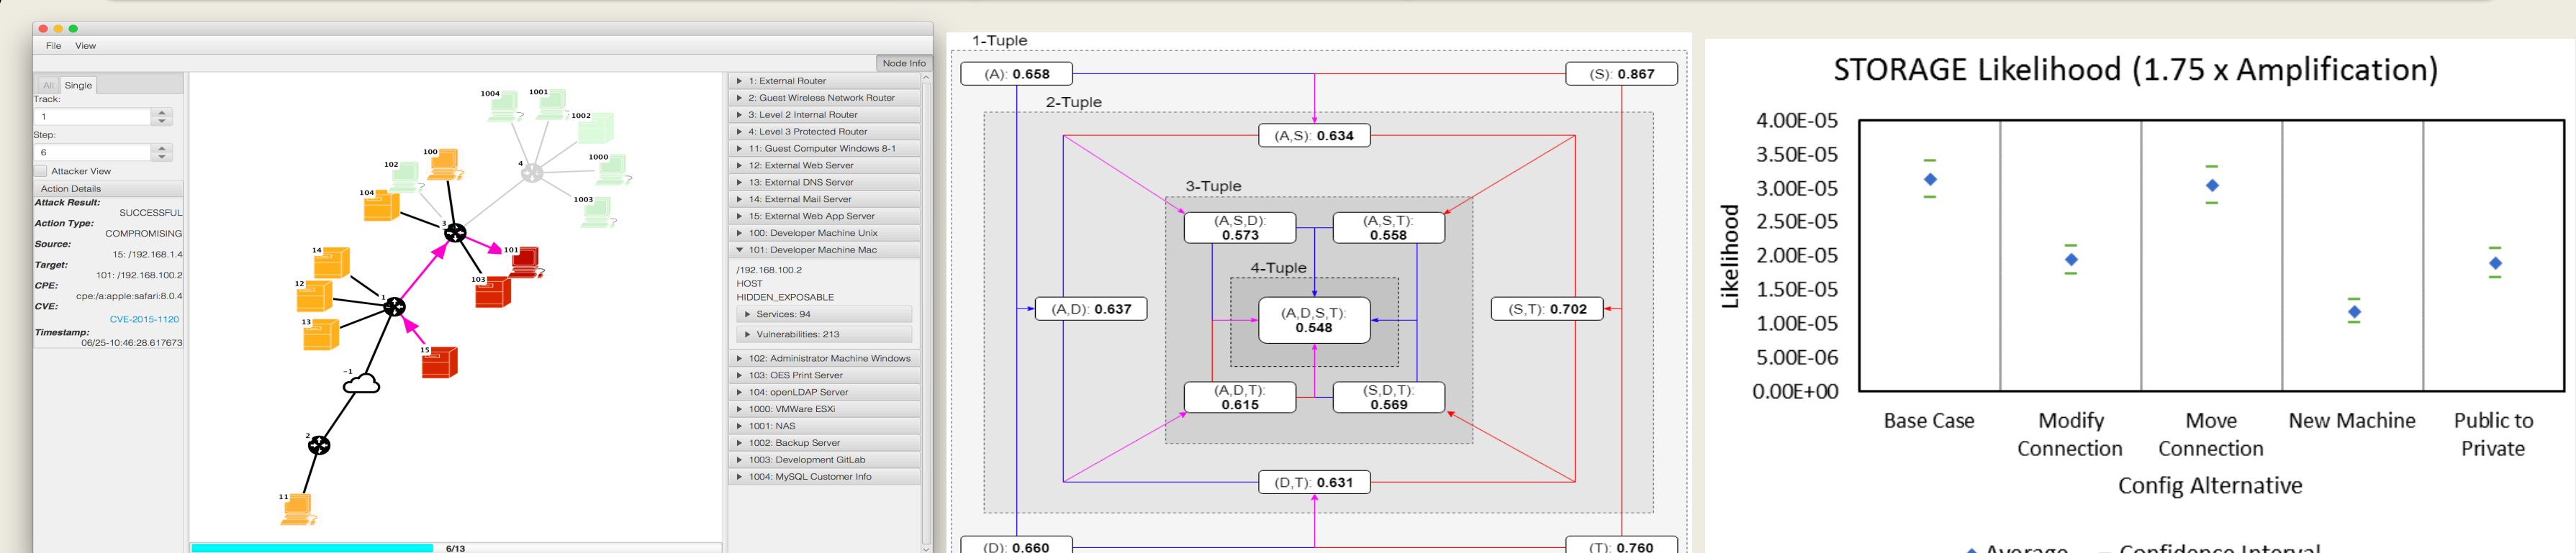 File View
Node Info
All Single
Track:
1
Step:
6
Attacker View
Action Details
Attack Result:
SUCCESSFUL
Action Type:
COMPROMISING
Source:
15: /192.168.1.4
Target:
101: /192.168.100.2
CPE:
cpe:/a:apple:safari:8.0.4
CVE:
CVE-2015-1120
Timestamp:
06/25-10:46:28.617673
1004
1001
1002
100
102
4
1000
104
1003
3
14
101
12
103
1
13
15
-1
2
11
6/13
1: External Router
2: Guest Wireless Network Router
3: Level 2 Internal Router
4: Level 3 Protected Router
11: Guest Computer Windows 8-1
12: External Web Server
13: External DNS Server
14: External Mail Server
15: External Web App Server
100: Developer Machine Unix
101: Developer Machine Mac
/192.168.100.2
HOST
HIDDEN_EXPOSABLE
Services: 94
Vulnerabilities: 213
102: Administrator Machine Windows
103: OES Print Server
104: openLDAP Server
1000: VMWare ESXi
1001: NAS
1002: Backup Server
1003: Development GitLab
1004: MySQL Customer Info
1-Tuple
(A): 0.658
(S): 0.867
2-Tuple
(A,S): 0.634
3-Tuple
(A,S,D):
0.573
(A,S,T):
0.558
4-Tuple
(A,D): 0.637
(A,D,S,T):
0.548
(S,T): 0.702
(A,D,T):
0.615
(S,D,T):
0.569
(D,T): 0.631
(D): 0.660
(T): 0.760
STORAGE Likelihood (1.75 x Amplification)
Likelihood
4.00E-05
3.50E-05
3.00E-05
2.50E-05
2.00E-05
1.50E-05
1.00E-05
5.00E-06
0.00E+00
Base Case
Modify
Connection
Move
Connection
New Machine
Public to
Private
Config Alternative
Average Confidence Interval